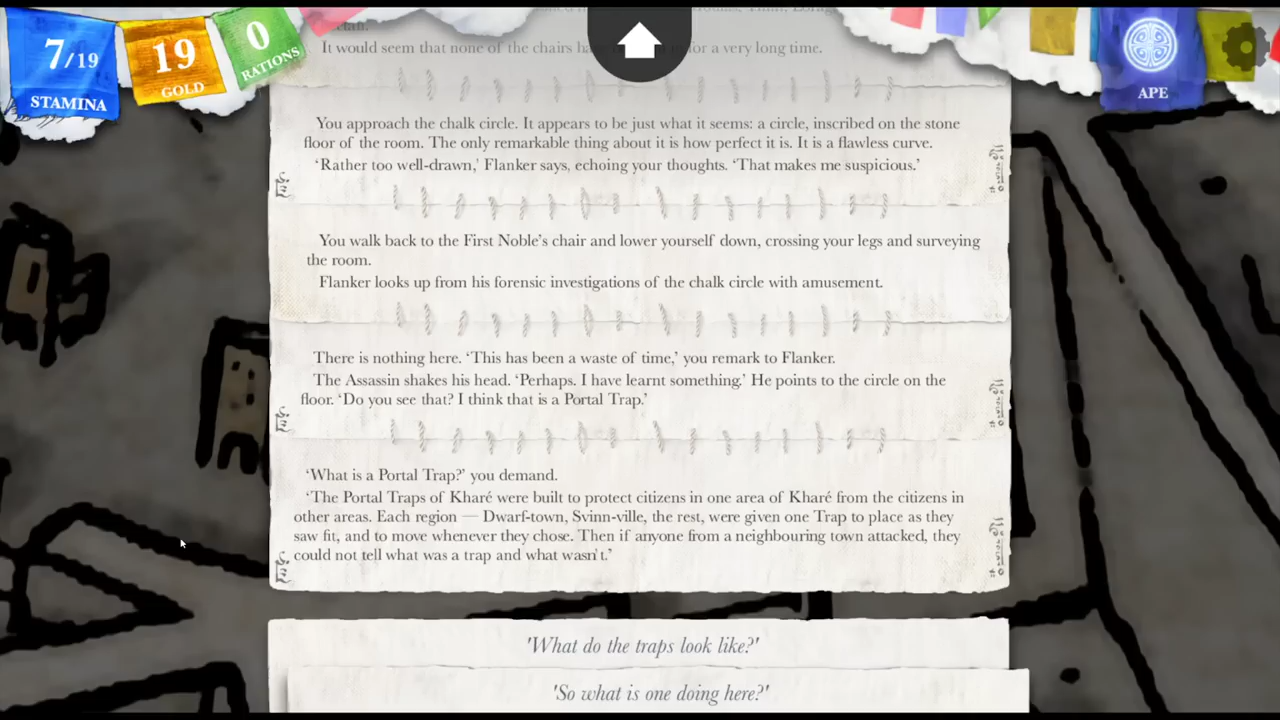 7/19
STAMINA
19
GOLD
0
RATIONS
APE
It would seem that none of the chairs for a very long time.
You approach the chalk circle. It appears to be just what it seems: a circle, inscribed on the stone
floor of the room. The only remarkable thing about it is how perfect it is. It is a flawless curve.
‘Rather too well-drawn,' Flanker says, echoing your thoughts. ‘That makes me suspicious.’
You walk back to the First Noble’s chair and lower yourself down, crossing your legs and surveying
the room.
Flanker looks up from his forensic investigations of the chalk circle with amusement.
There is nothing here. ‘This has been a waste of time,’ you remark to Flanker.
The Assassin shakes his head. ‘Perhaps. I have learnt something.’ He points to the circle on the
floor. ‘Do you see that? I think that is a Portal Trap.’
‘What is a Portal Trap?’ you demand.
‘The Portal Traps of Kharé were built to protect citizens in one area of Kharé from the citizens in
other areas. Each region — Dwarf-town, Svinn-ville, the rest, were given one Trap to place as they
saw fit, and to move whenever they chose. Then if anyone from a neighbouring town attacked, they
could not tell what was a trap and what wasn't.’
'What do the traps look like?'
'So what is one doing here?'